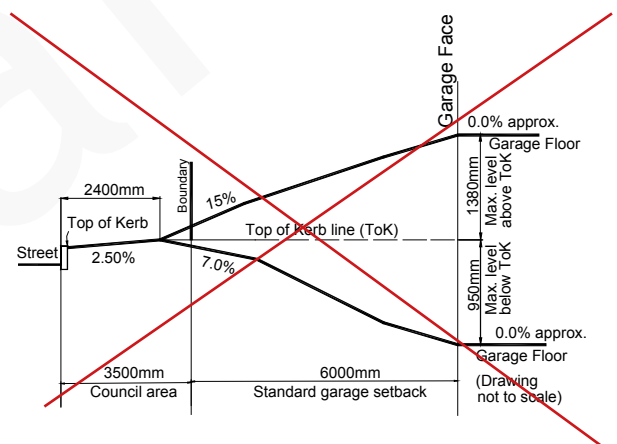 Garage Face
0.0% approx.
Garage Floor
1380mm
Max. level
above ToK
Boundary
15%
2400mm
Top of Kerb
Top of Kerb line (ToK)
Street
2.50%
7.0%
950mm
Max. level
below ToK
0.0% approx.
Garage Floor
3500mm
Council area
6000mm
Standard garage setback
(Drawing
not to scale)